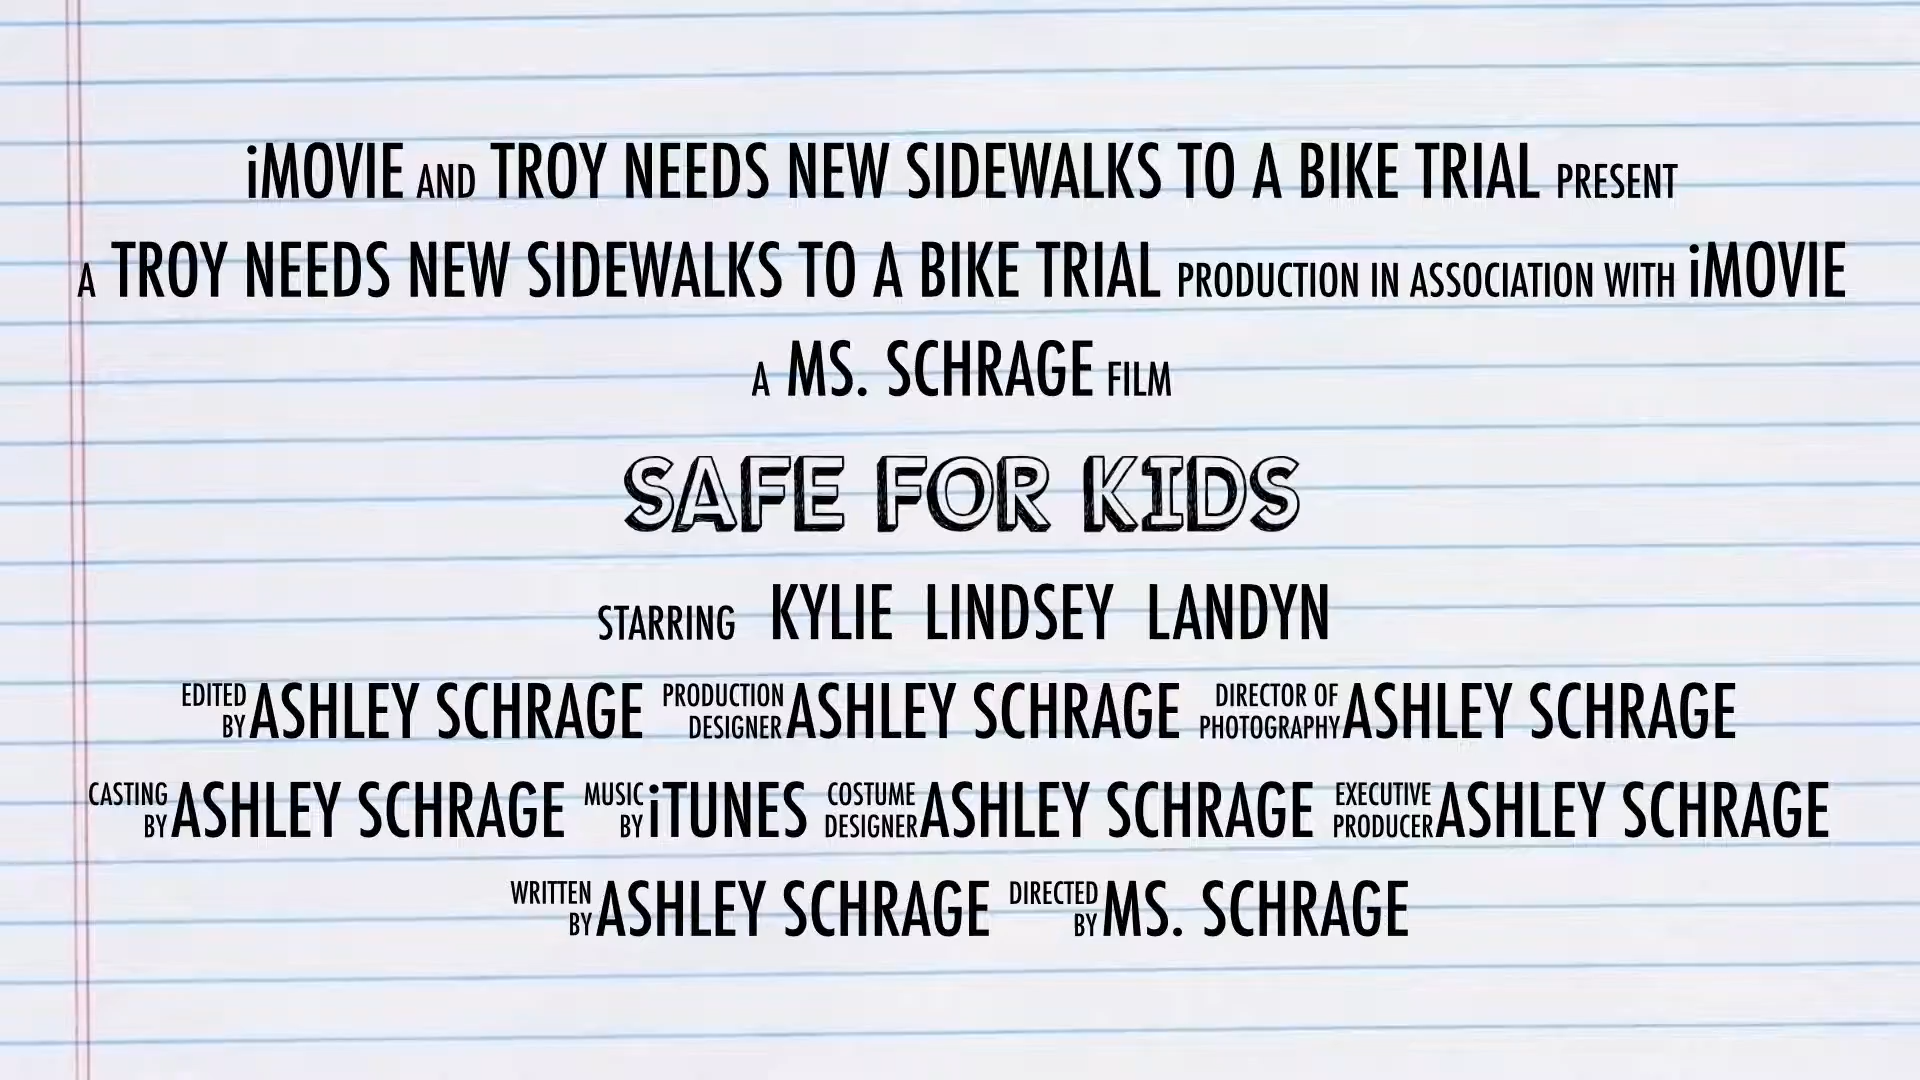 iMOVIE AND TROY NEEDS NEW SIDEWALKS TO A BIKE TRIAL PRESENT
A TROY NEEDS NEW SIDEWALKS TO A BIKE TRIAL PRODUCTION IN ASSOCIATION WITH iMOVIE
A MS. SCHRAGE FILM
SAFE FOR KIDS
STARRING KYLIE LINDSEY LANDYN
EDITED BY ASHLEY SCHRAGE PRODUCTION DESIGNER ASHLEY SCHRAGE DIRECTOR OF PHOTOGRAPHY ASHLEY SCHRAGE
CASTING BY ASHLEY SCHRAGE MUSIC BY iTUNES COSTUME DESIGNER ASHLEY SCHRAGE EXECUTIVE PRODUCER ASHLEY SCHRAGE
WRITTEN BY ASHLEY SCHRAGE DIRECTED BY MS. SCHRAGE